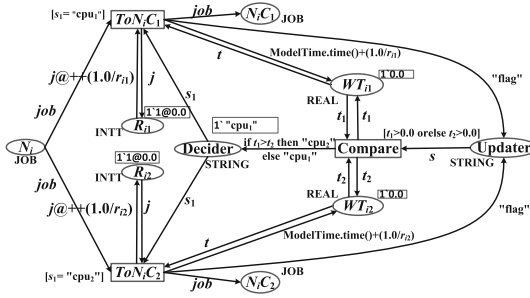 [s₁= "cpu₁"]
ToNᵢC₁
job
NᵢC₁
JOB
ModelTime.time()+(1.0/rᵢ₁)
t
"flag"
j@++(1.0/rᵢ₁)
j
s₁
job
1`0.0
WTᵢ₁
REAL
1`1@0.0
INTT
Rᵢ₁
1`"cpu₁"
t₁
t₁
Nᵢ
JOB
1`1@0.0
INTT
Rᵢ₂
Decider
STRING
if t₁>t₂ then "cpu₂"
else "cpu₁"
Compare
[t₁>0.0 orelse t₂>0.0]
s
Updater
STRING
job
j@++(1.0/rᵢ₂)
j
s₁
t₂
t₂
REAL
1`0.0
WTᵢ₂
t
ModelTime.time()+(1.0/rᵢ₂)
"flag"
[s₁= "cpu₂"]
ToNᵢC₂
job
NᵢC₂
JOB